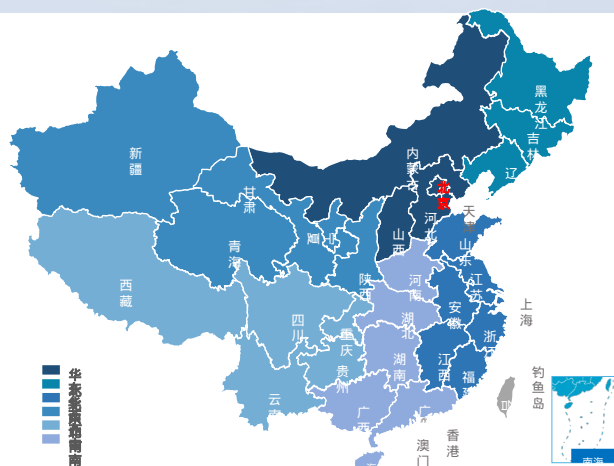 黑龙江
吉林
辽
内蒙古
新疆
甘肃
北京
天津
河北
山西
山东
青海
陕西
河南
江苏
西藏
安徽
上海
四川
湖北
重庆
浙江
湖南
江西
贵州
福建
钓鱼岛
云南
广西
广
香港
澳门
南海